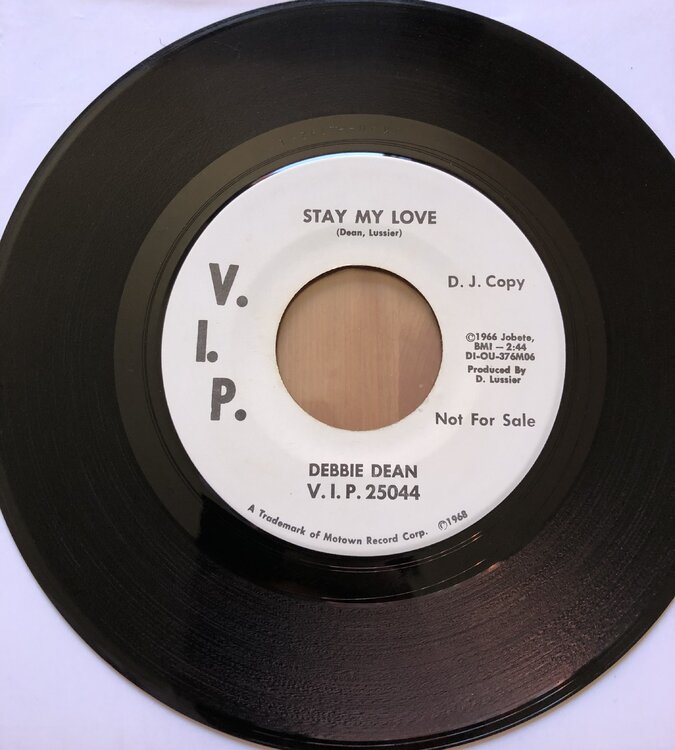 STAY MY LOVE
(Dean, Lussier)
V.
I.
P.
D. J. Copy
©1966 Jobete,
BMI — 2:44
DI-OU-376M06
Produced By
D. Lussier
Not For Sale
DEBBIE DEAN
V. I. P. 25044
A Trademark of Motown Record Corp. ℗1968